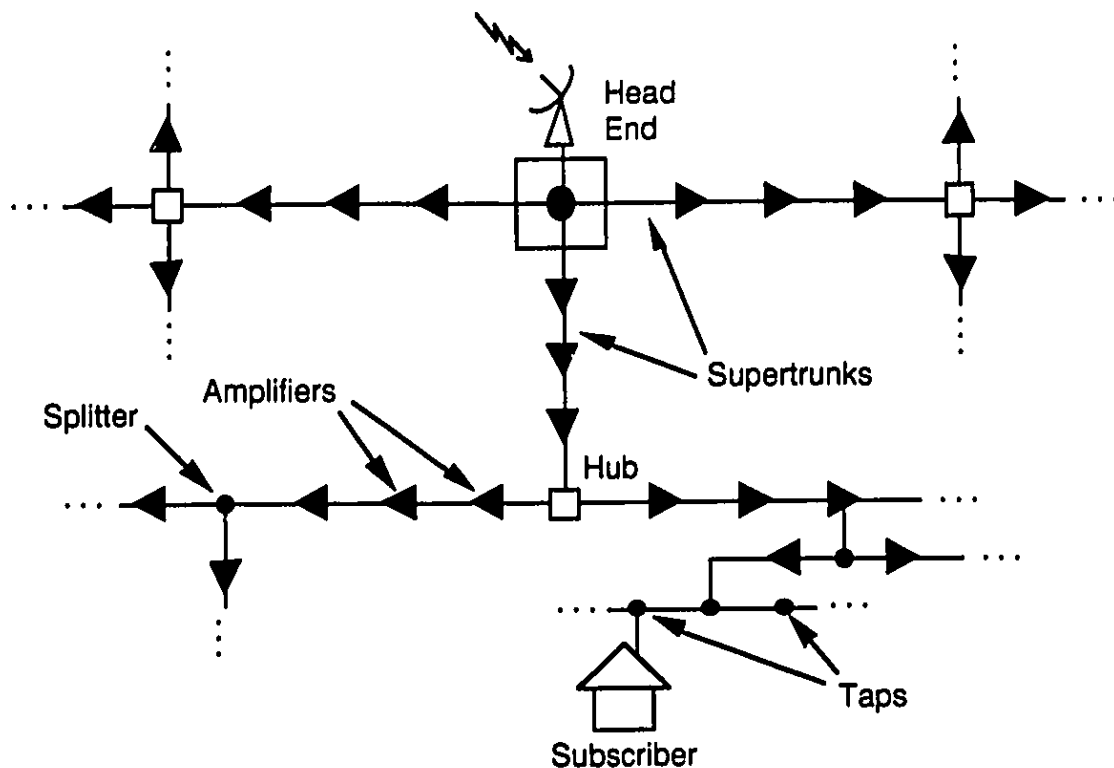 Head
End
Supertrunks
Amplifiers
Splitter
Hub
Taps
Subscriber